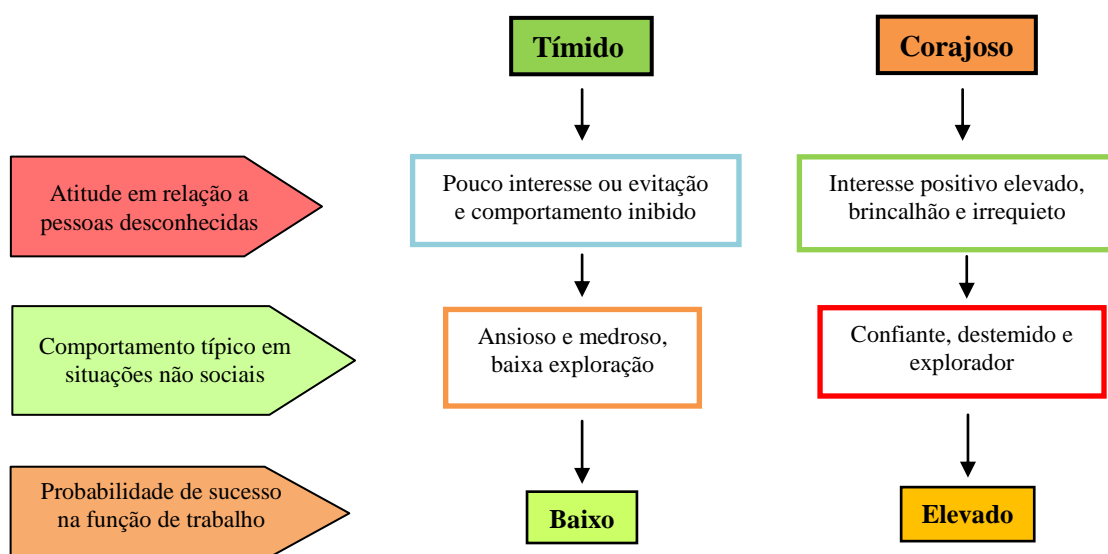 Tímido
Corajoso
Atitude em relação a
pessoas desconhecidas
Pouco interesse ou evitação
e comportamento inibido
Interesse positivo elevado,
brincalhão e irrequieto
Comportamento típico em
situações não sociais
Ansioso e medroso,
baixa exploração
Confiante, destemido e
explorador
Probabilidade de sucesso
na função de trabalho
Baixo
Elevado